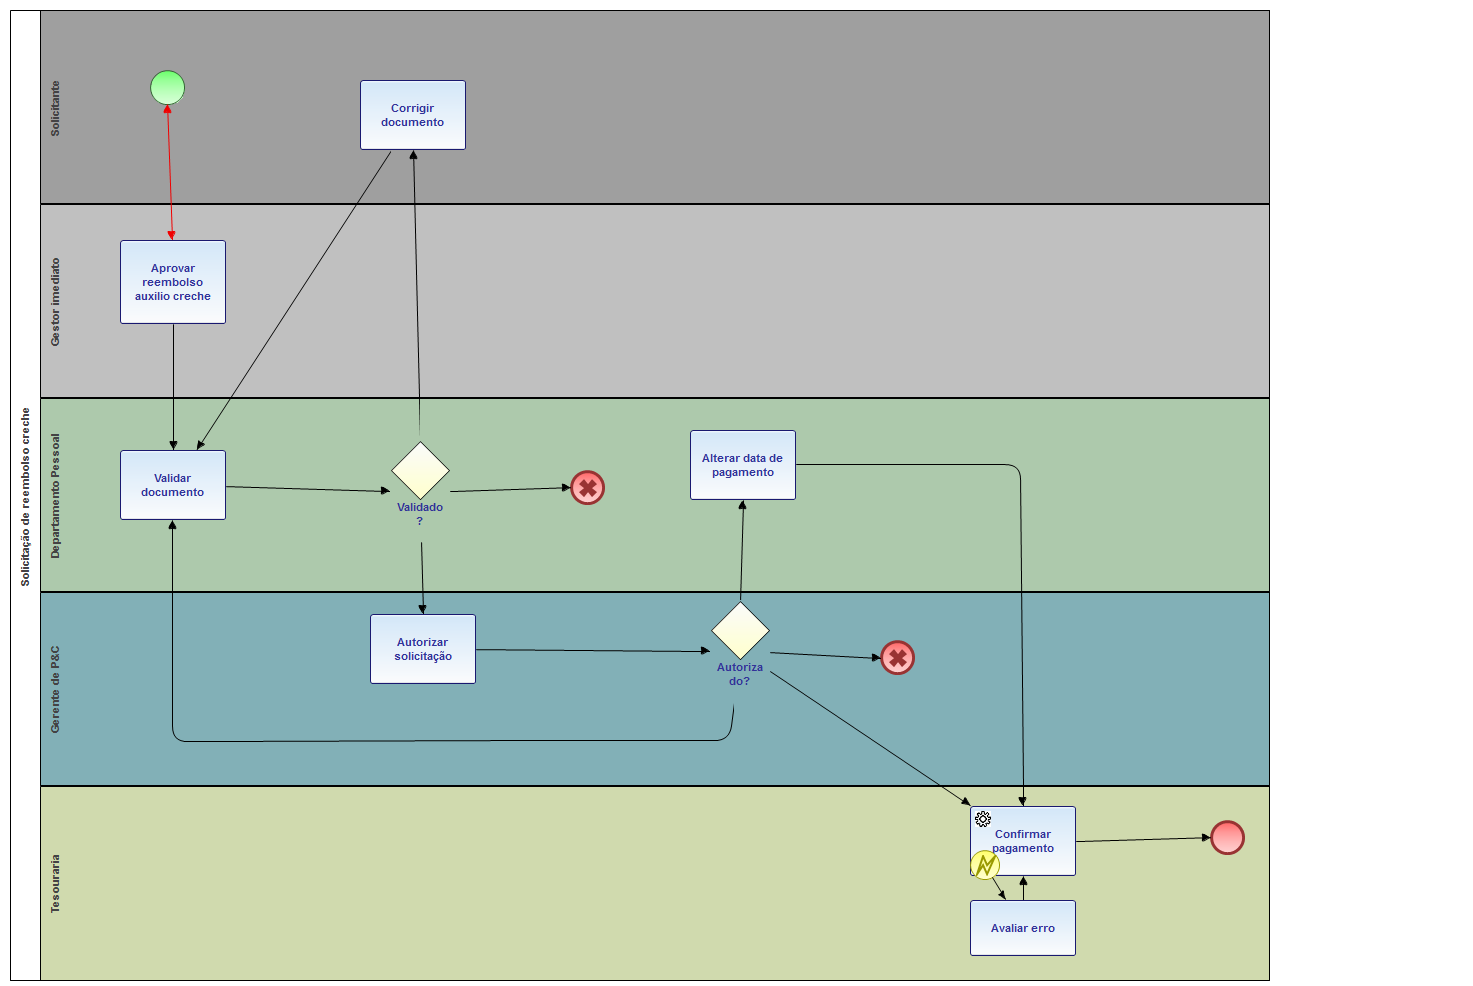 Solicitação de reembolso creche
Solicitante
Corrigir
documento
Gestor imediato
Aprovar
reembolso
auxilio creche
Departamento Pessoal
Validar
documento
Validado
?
Alterar data de
pagamento
Gerente de P&C
Autorizar
solicitação
Autoriza
do?
Tesouraria
Confirmar
pagamento
Avaliar erro